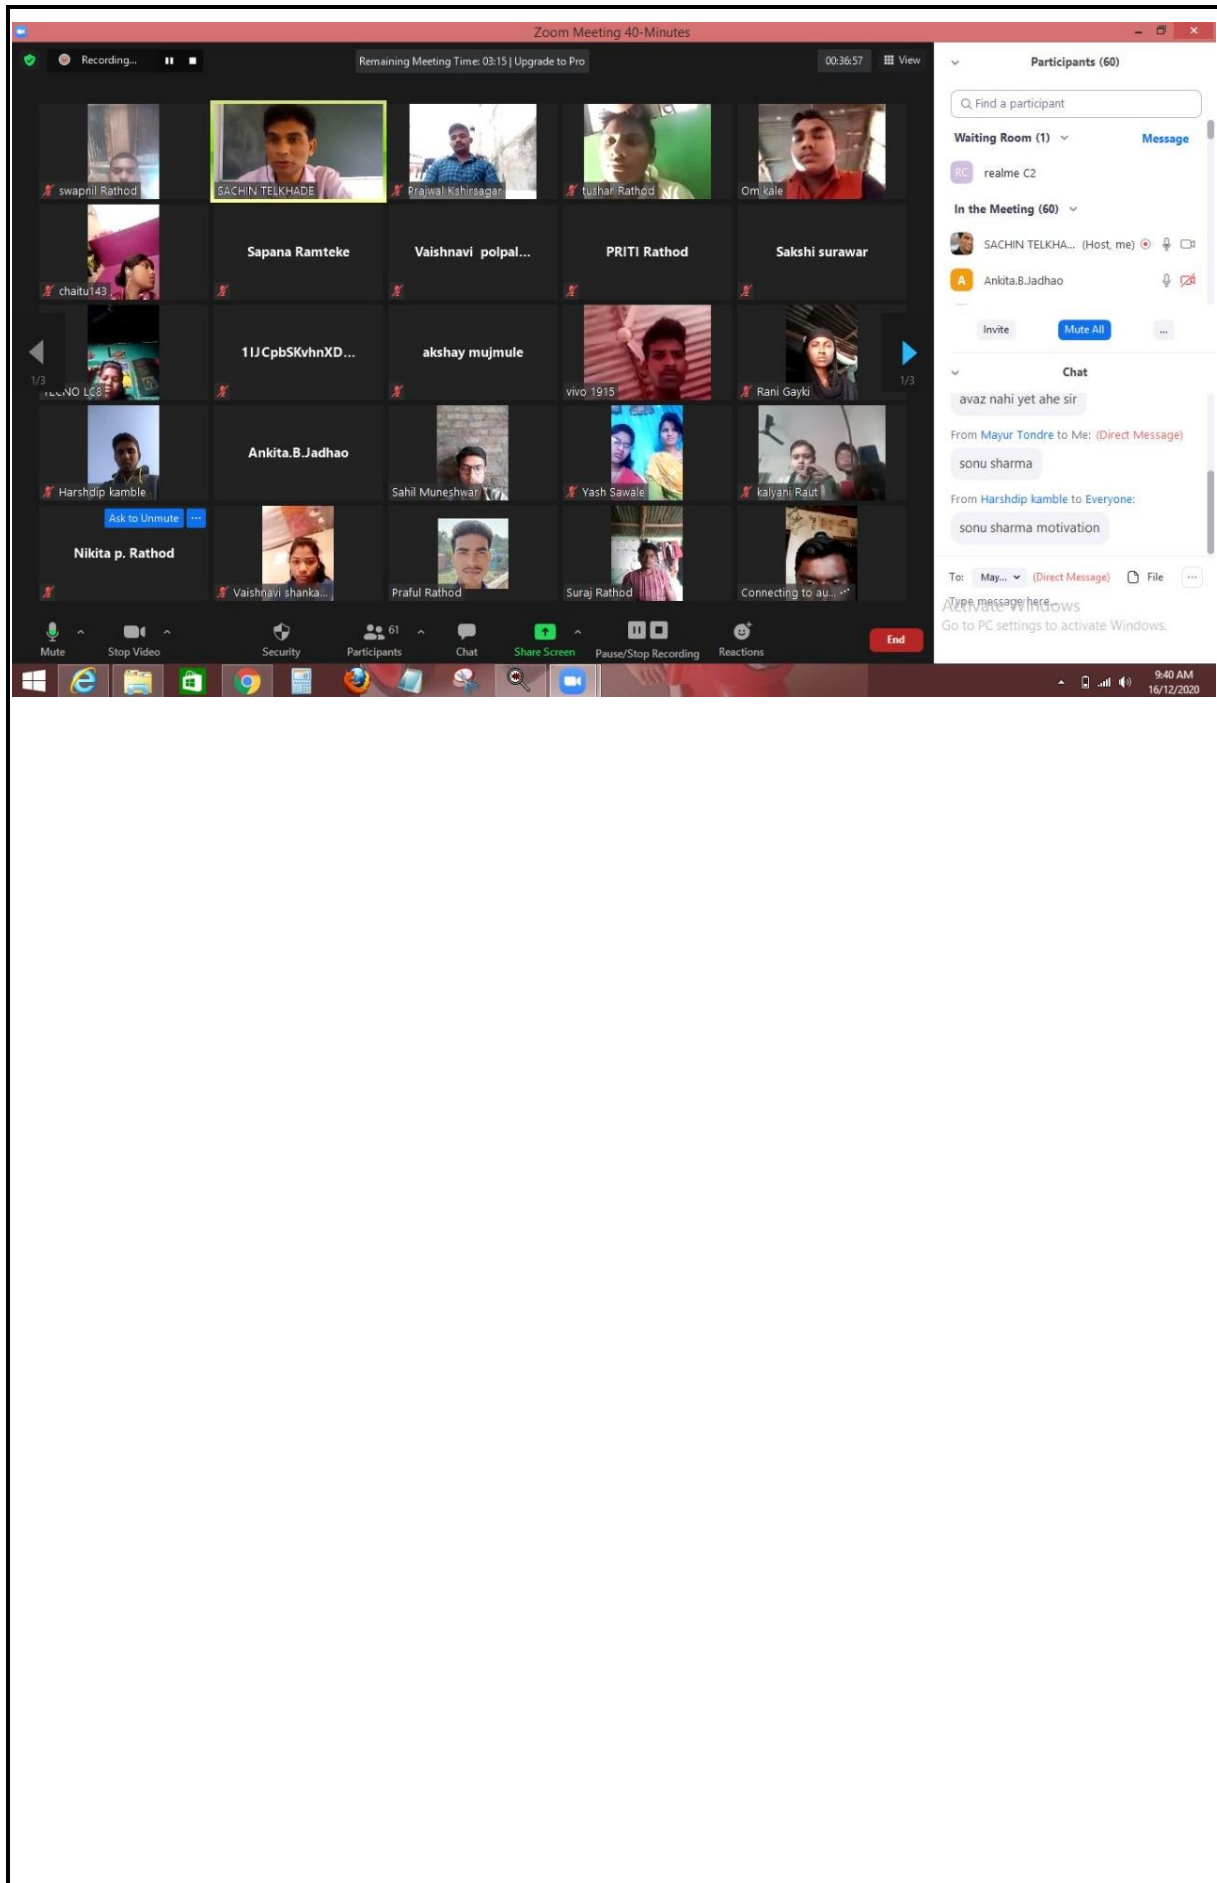 Zoom Meeting 40-Minutes
Recording...
Remaining Meeting Time: 03:15 | Upgrade to Pro
00:36:57
View
swapnil Rathod
SACHIN TELKHADE
Prajwal Kshirsagar
tushar Rathod
Om kale
chaitu143
Sapana Ramteke
Vaishnavi polpal...
PRITI Rathod
Sakshi surawar
1/3
TECNO LC8
1IJCpbSKvhnXD...
akshay mujmule
vivo 1915
Rani Gayki
1/3
Harshdip kamble
Ankita.B.Jadhao
Sahil Muneshwar
Yash Sawale
kalyani Raut
Ask to Unmute
...
Nikita p. Rathod
Vaishnavi shanka...
Praful Rathod
Suraj Rathod
Connecting to au...
Mute
Stop Video
Security
Participants
61
Chat
Share Screen
Pause/Stop Recording
Reactions
End
Participants (60)
Find a participant
Waiting Room (1)
Message
RC
realme C2
In the Meeting (60)
SACHIN TELKHA... (Host, me)
A
Ankita.B.Jadhao
Invite
Mute All
...
Chat
avaz nahi yet ahe sir
From Mayur Tondre to Me: (Direct Message)
sonu sharma
From Harshdip kamble to Everyone:
sonu sharma motivation
To: May... (Direct Message) File ...
Type message here...
Activate Windows
Go to PC settings to activate Windows.
9:40 AM
16/12/2020